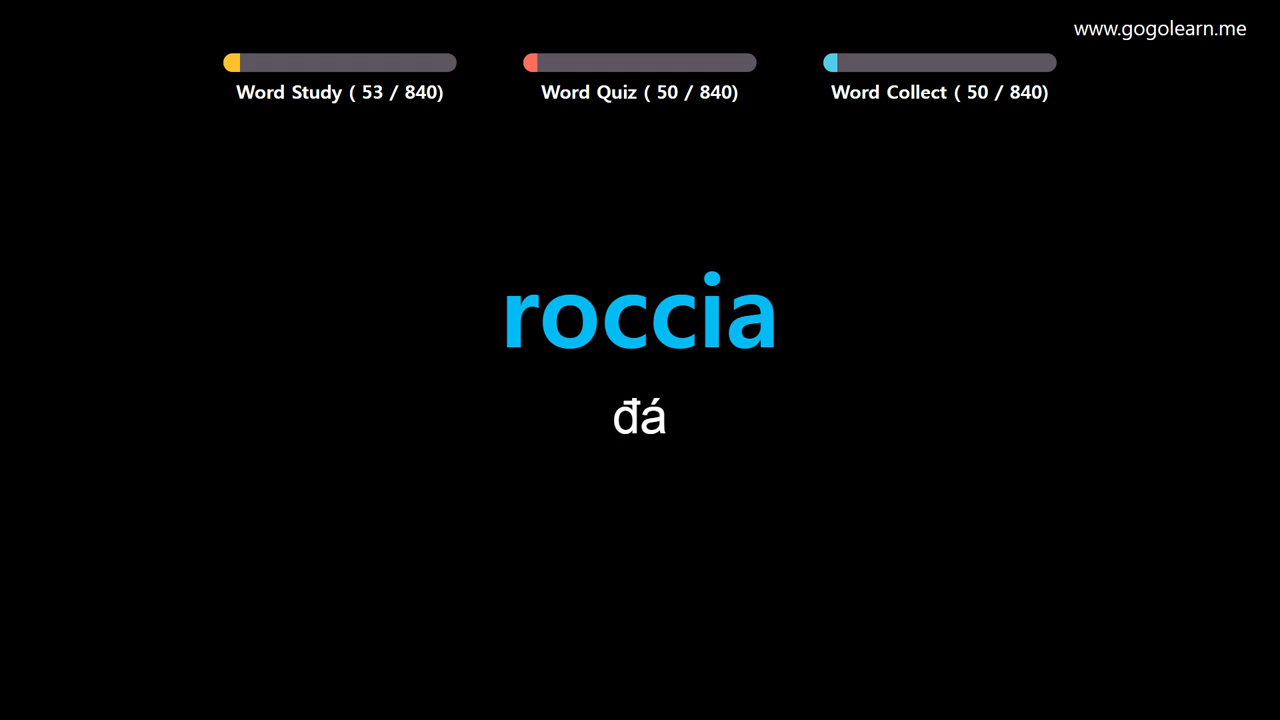 www.gogolearn.me
Word Study ( 53 / 840)
Word Quiz ( 50 / 840)
Word Collect ( 50 / 840)
roccia
đá